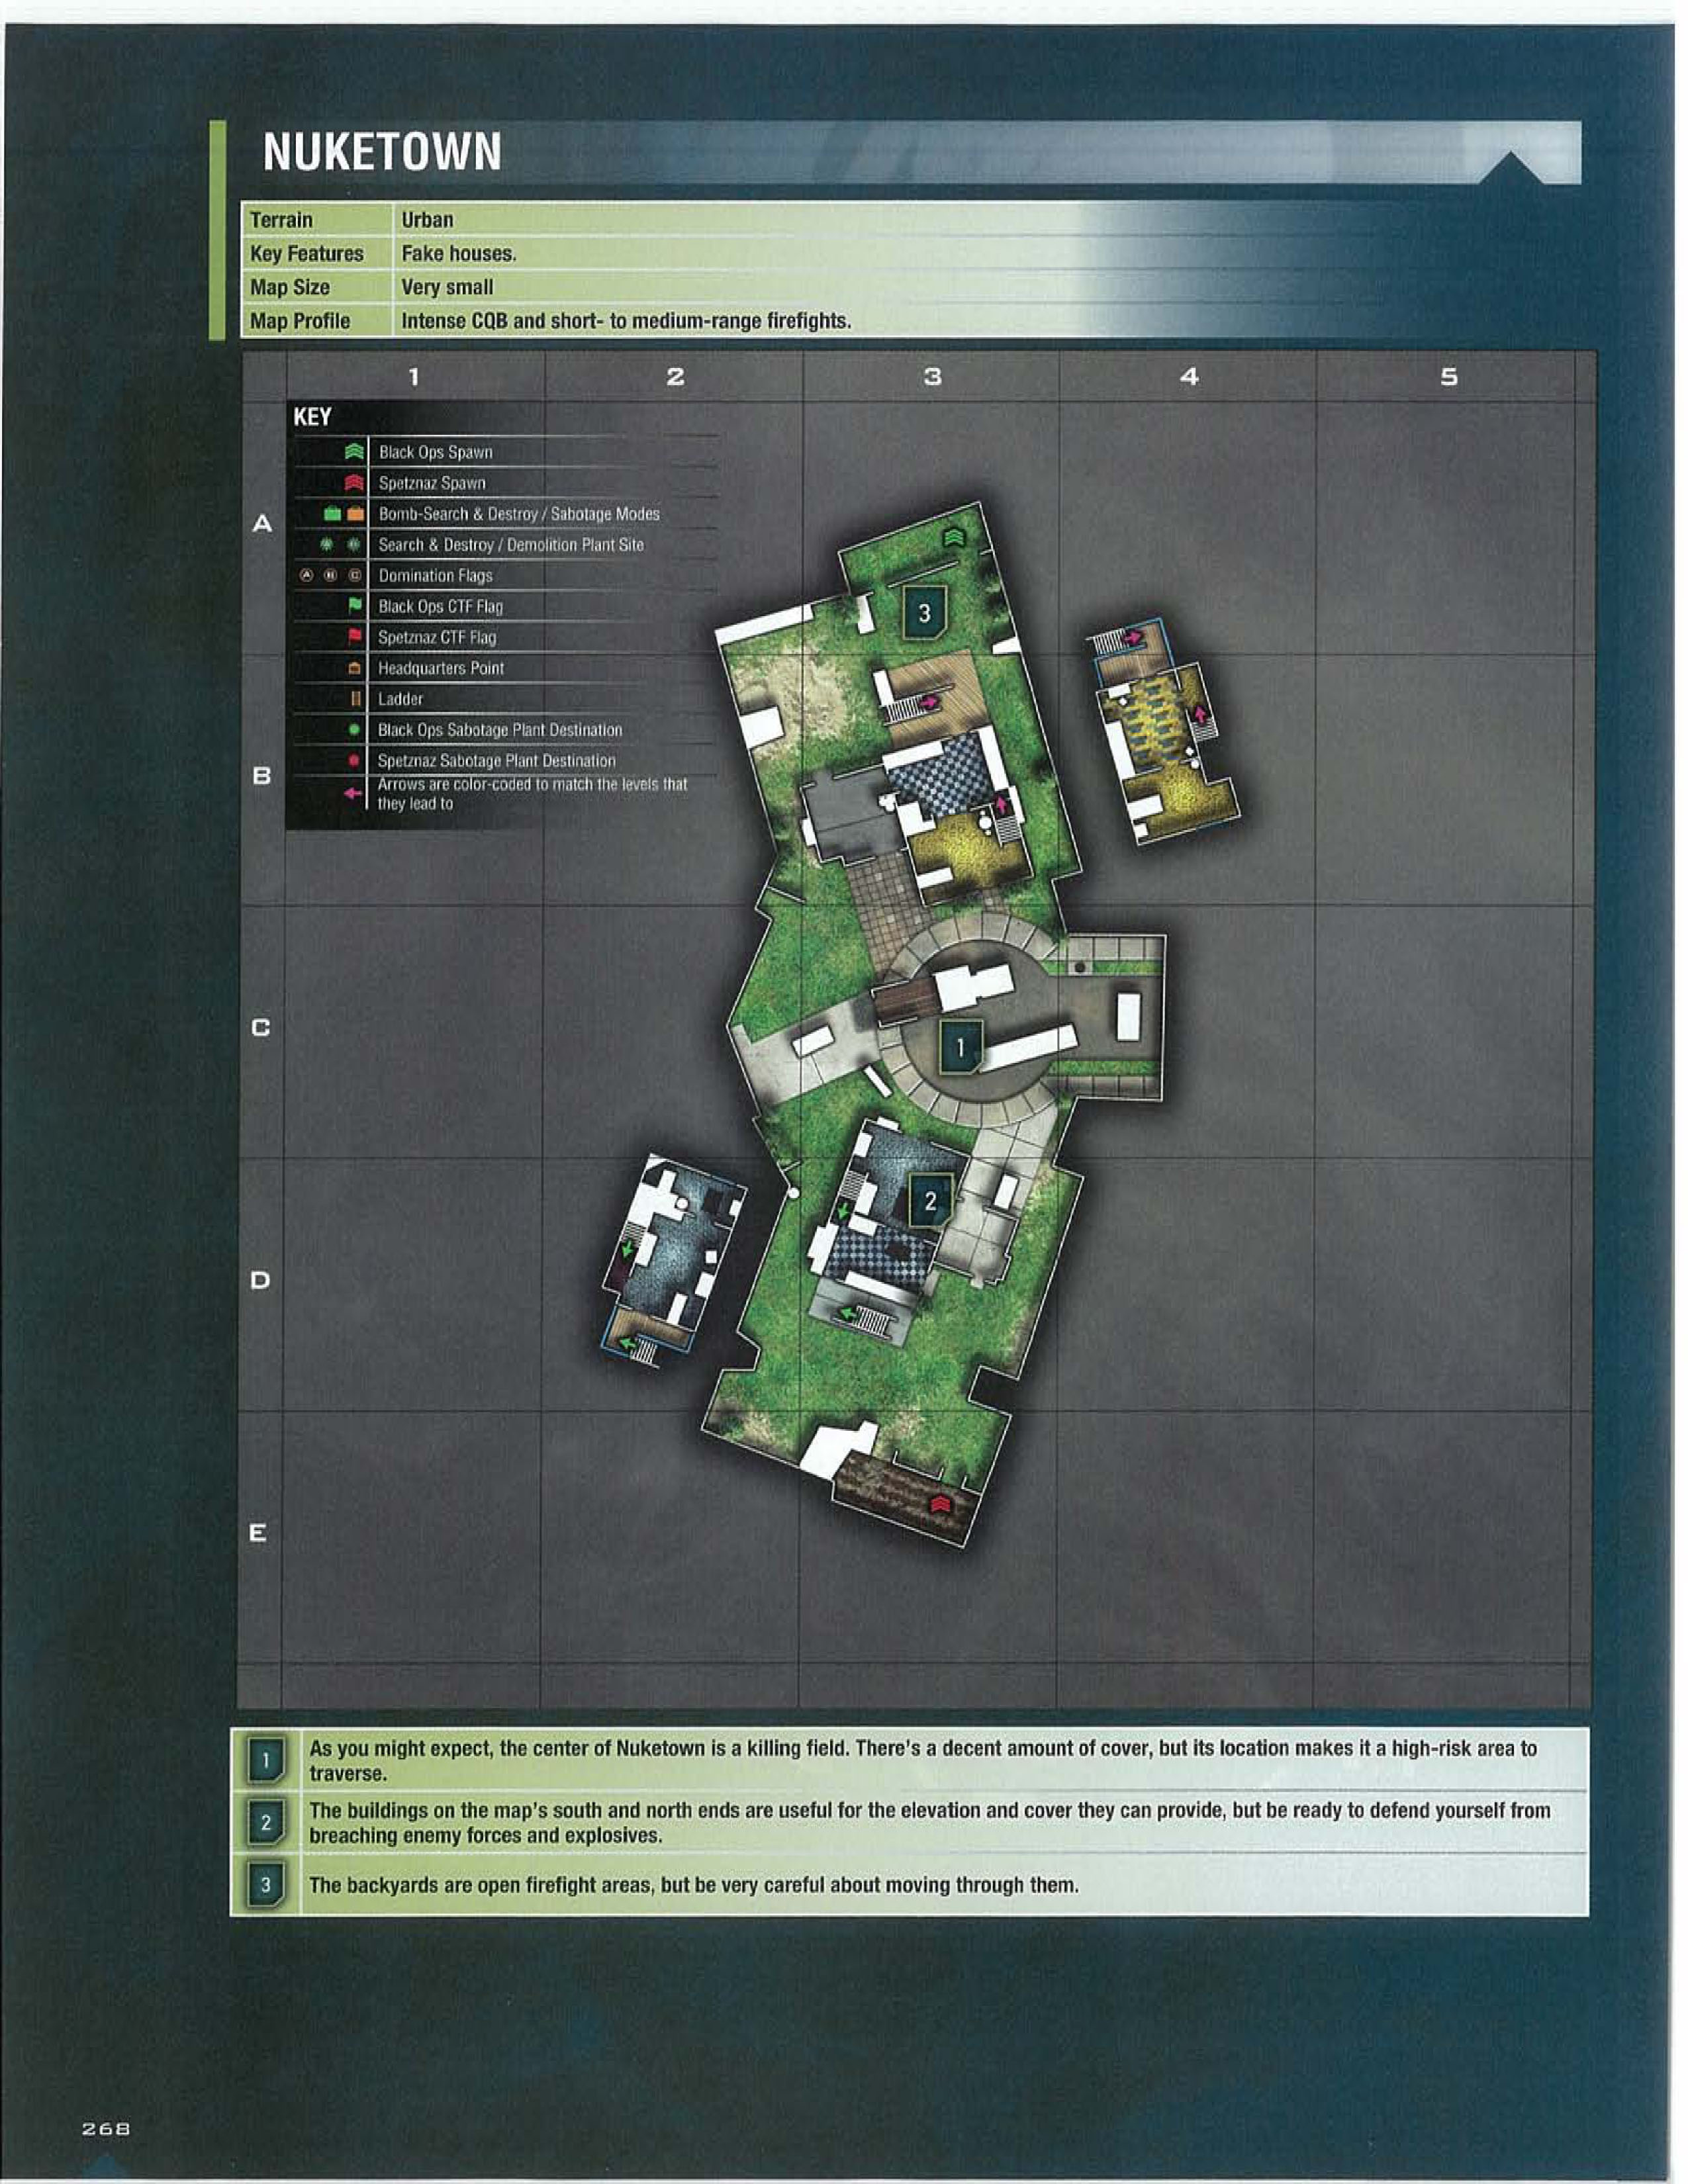 NUKETOWN
Terrain Urban
Key Features Fake houses.
Map Size Very small
Map Profile Intense CQB and short- to medium-range firefights.
1 2 3 4 5
KEY
Black Ops Spawn
Spetznaz Spawn
A
Bomb-Search & Destroy / Sabotage Modes
Search & Destroy / Demolition Plant Site
A B C Domination Flags
Black Ops CTF Flag
Spetznaz CTF Flag
3
Headquarters Point
Ladder
Black Ops Sabotage Plant Destination
Spetznaz Sabotage Plant Destination
B
Arrows are color-coded to match the levels that
they lead to
C
1
2
D
E
1 As you might expect, the center of Nuketown is a killing field. There's a decent amount of cover, but its location makes it a high-risk area to
traverse.
2 The buildings on the map's south and north ends are useful for the elevation and cover they can provide, but be ready to defend yourself from
breaching enemy forces and explosives.
3 The backyards are open firefight areas, but be very careful about moving through them.
268